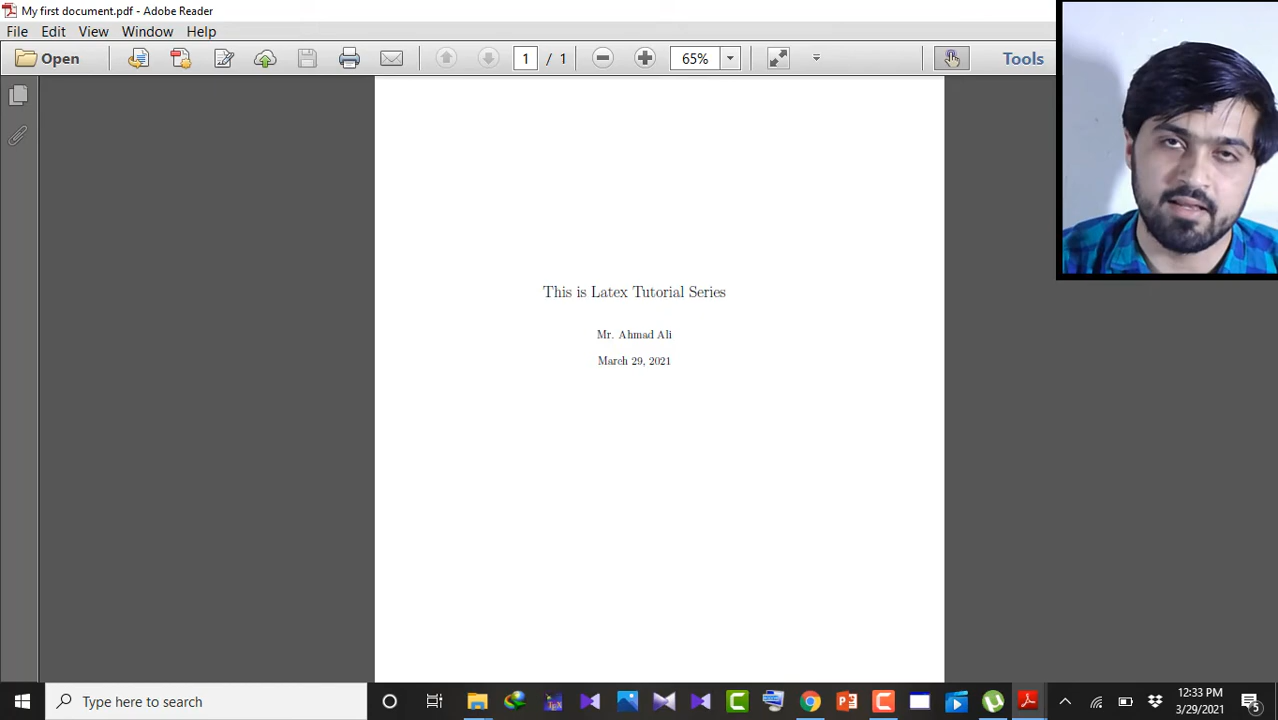 My first document.pdf - Adobe Reader
File Edit View Window Help
Open 1 / 1 65% Tools
This is Latex Tutorial Series
Mr. Ahmad Ali
March 29, 2021
Type here to search
12:33 PM
3/29/2021
5